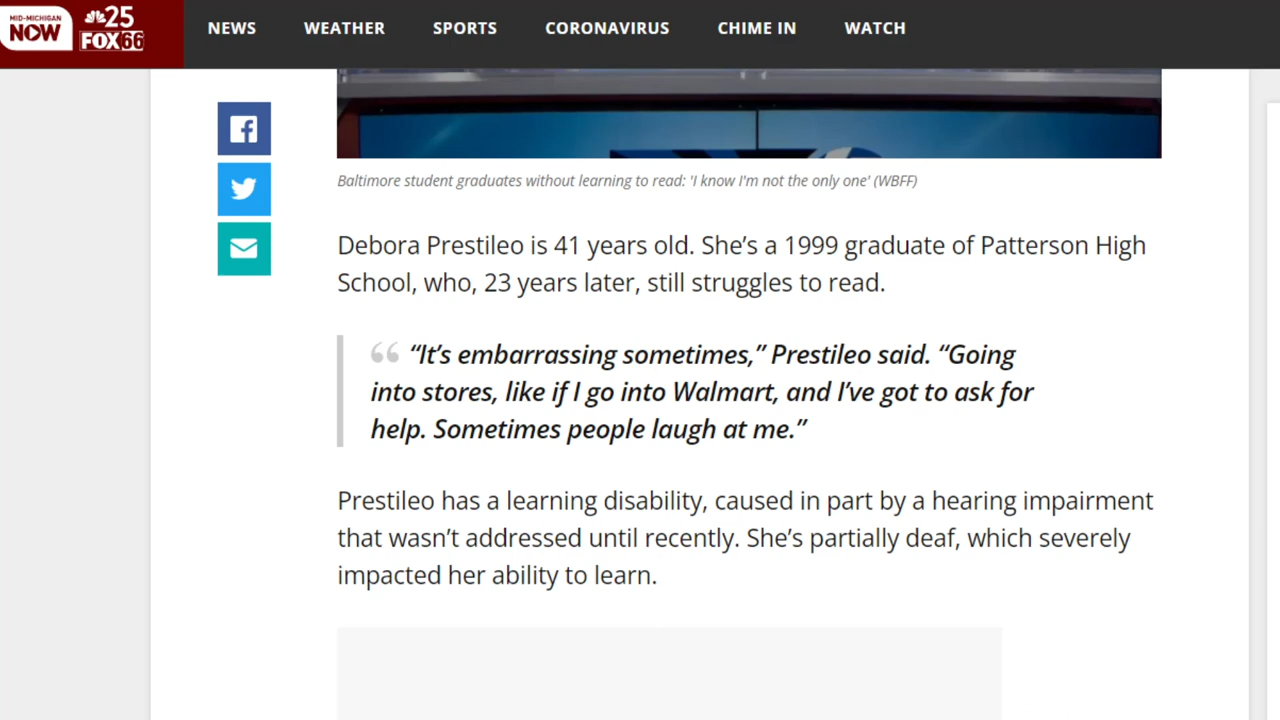 MID-MICHIGAN
NOW
25
FOX66
NEWS
WEATHER
SPORTS
CORONAVIRUS
CHIME IN
WATCH
Baltimore student graduates without learning to read: 'I know I'm not the only one' (WBFF)
Debora Prestileo is 41 years old. She’s a 1999 graduate of Patterson High
School, who, 23 years later, still struggles to read.
“It’s embarrassing sometimes,” Prestileo said. “Going
into stores, like if I go into Walmart, and I’ve got to ask for
help. Sometimes people laugh at me.”
Prestileo has a learning disability, caused in part by a hearing impairment
that wasn’t addressed until recently. She’s partially deaf, which severely
impacted her ability to learn.